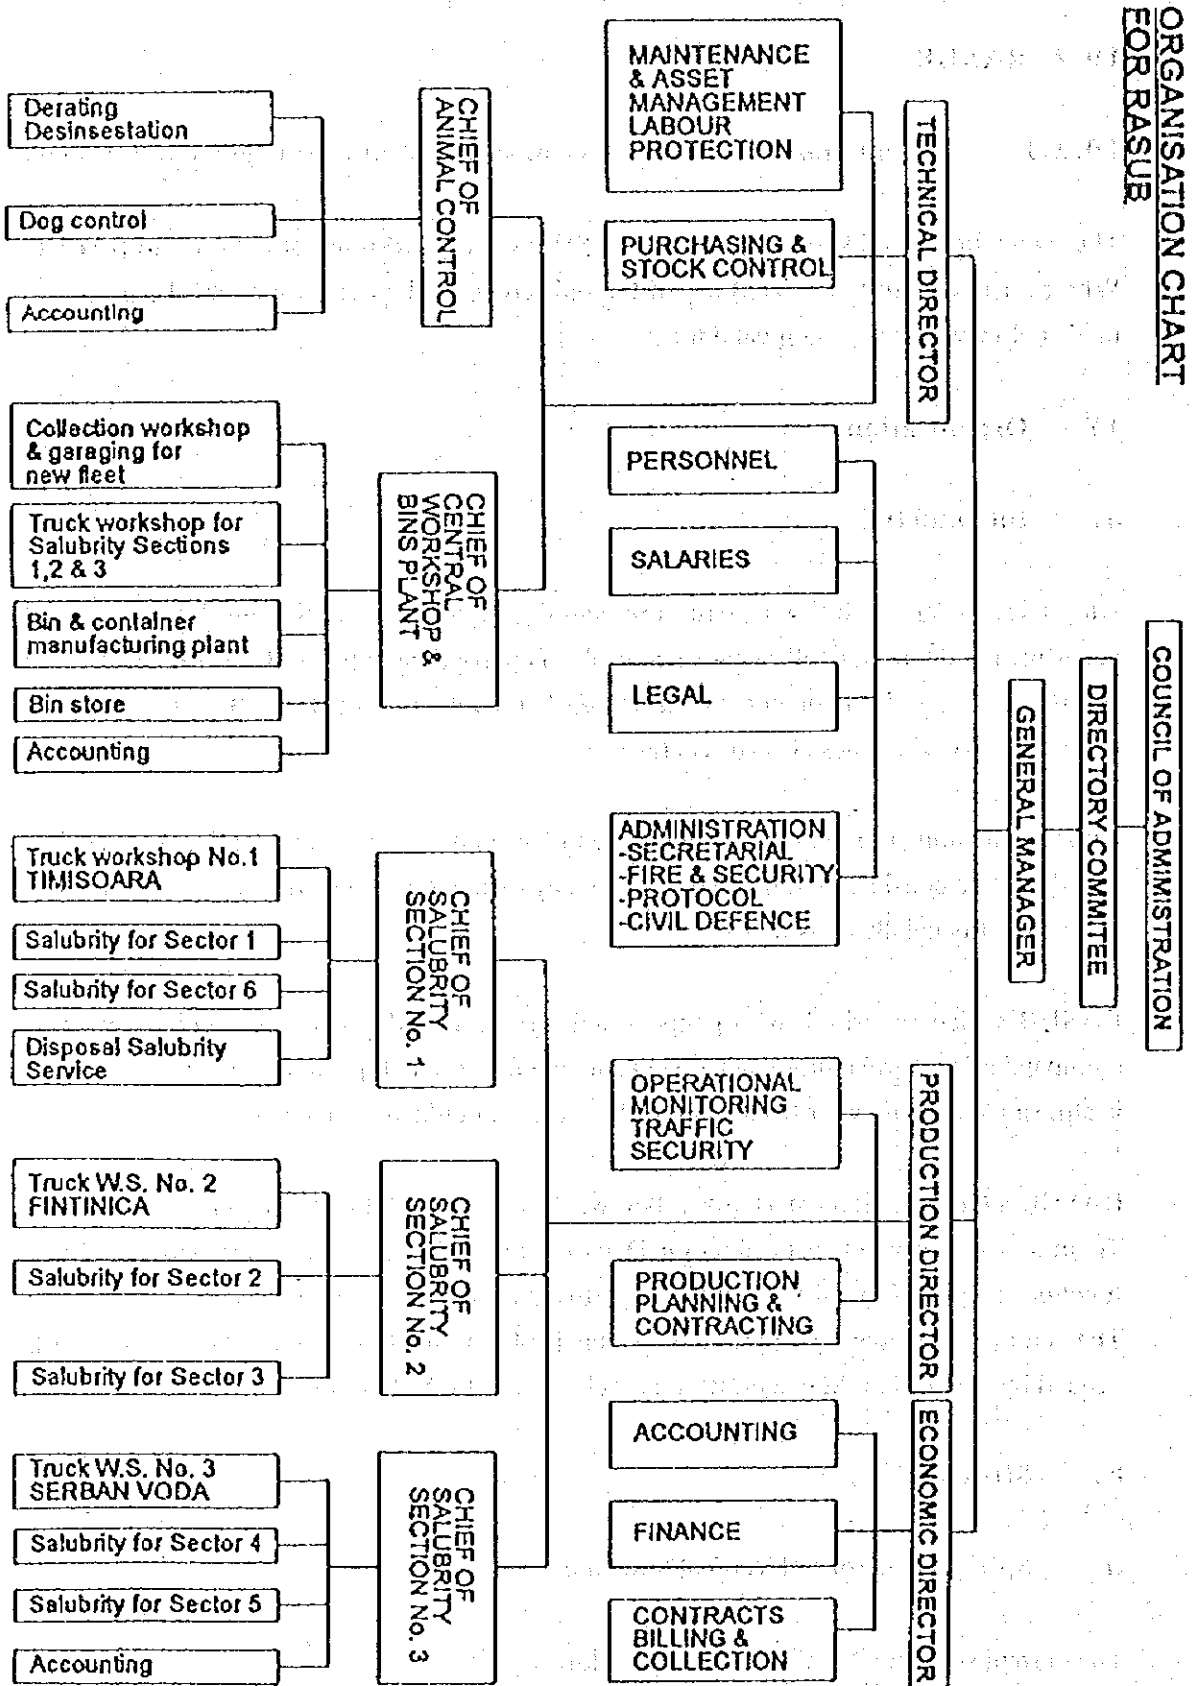 ORGANISATION CHART
FOR RASUB
COUNCIL OF ADMIMISTRATION
DIRECTORY COMMITEE
GENERAL MANAGER
TECHNICAL DIRECTOR
PRODUCTION DIRECTOR
ECONOMIC DIRECTOR
MAINTENANCE
& ASSET
MANAGEMENT
LABOUR
PROTECTION
PURCHASING &
STOCK CONTROL
PERSONNEL
SALARIES
LEGAL
ADMINISTRATION
-SECRETARIAL
-FIRE & SECURITY
-PROTOCOL
-CIVIL DEFENCE
OPERATIONAL
MONITORING
TRAFFIC
SECURITY
PRODUCTION
PLANNING &
CONTRACTING
ACCOUNTING
FINANCE
CONTRACTS
BILLING &
COLLECTION
CHIEF OF
ANIMAL CONTROL
CHIEF OF
CENTRAL
WORKSHOP &
BINS PLANT
CHIEF OF
SALUBRITY
SECTION No. 1
CHIEF OF
SALUBRITY
SECTION No. 2
CHIEF OF
SALUBRITY
SECTION No. 3
Derating
Desinsestation
Dog control
Accounting
Collection workshop
& garaging for
new fleet
Truck workshop for
Salubrity Sections
1,2 & 3
Bin & container
manufacturing plant
Bin store
Accounting
Truck workshop No.1
TIMISOARA
Salubrity for Sector 1
Salubrity for Sector 6
Disposal Salubrity
Service
Truck W.S. No. 2
FINTINICA
Salubrity for Sector 2
Salubrity for Sector 3
Truck W.S. No. 3
SERBAN VODA
Salubrity for Sector 4
Salubrity for Sector 5
Accounting